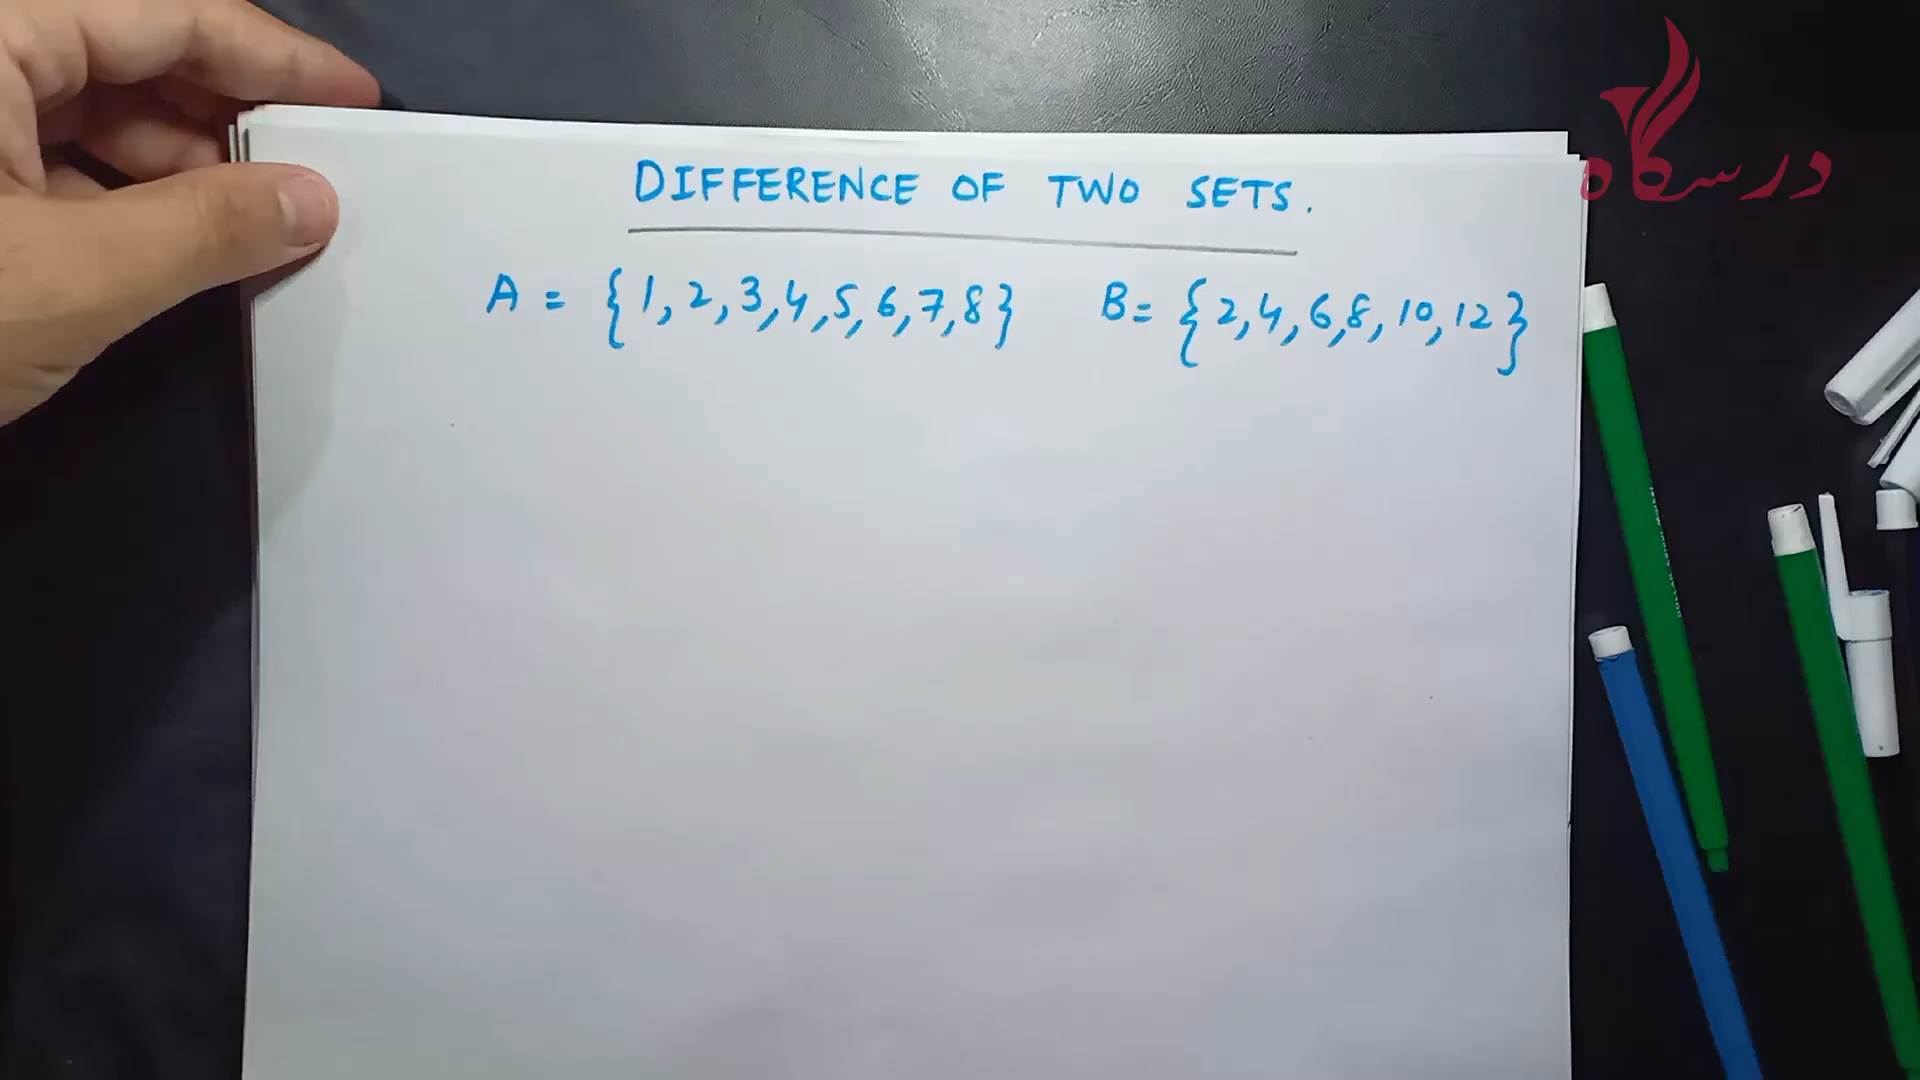 درسگاہ
DIFFERENCE OF TWO SETS.
A = {1, 2, 3, 4, 5, 6, 7, 8} B = {2, 4, 6, 8, 10, 12}